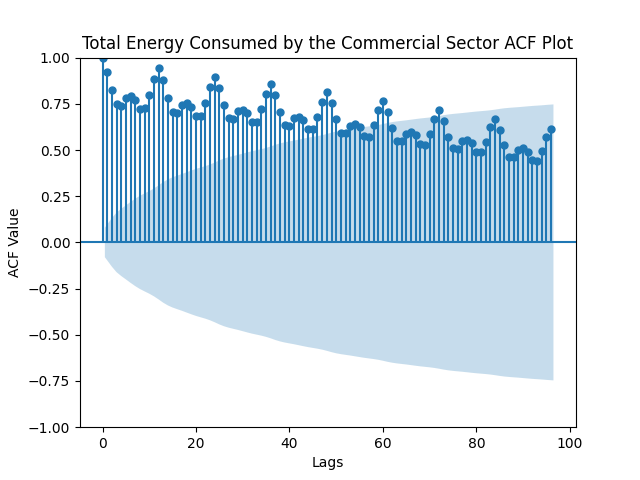 Total Energy Consumed by the Commercial Sector ACF Plot
1.00
0.75
0.50
0.25
0.00
−0.25
−0.50
−0.75
−1.00
ACF Value
0 20 40 60 80 100
Lags